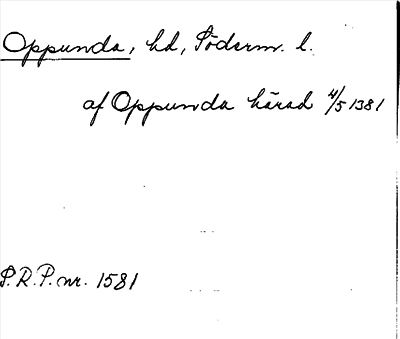 Oppunda, hd, Söderm. l.
af Oppunda härad 4/5 1381
S.R.P. nr. 1581